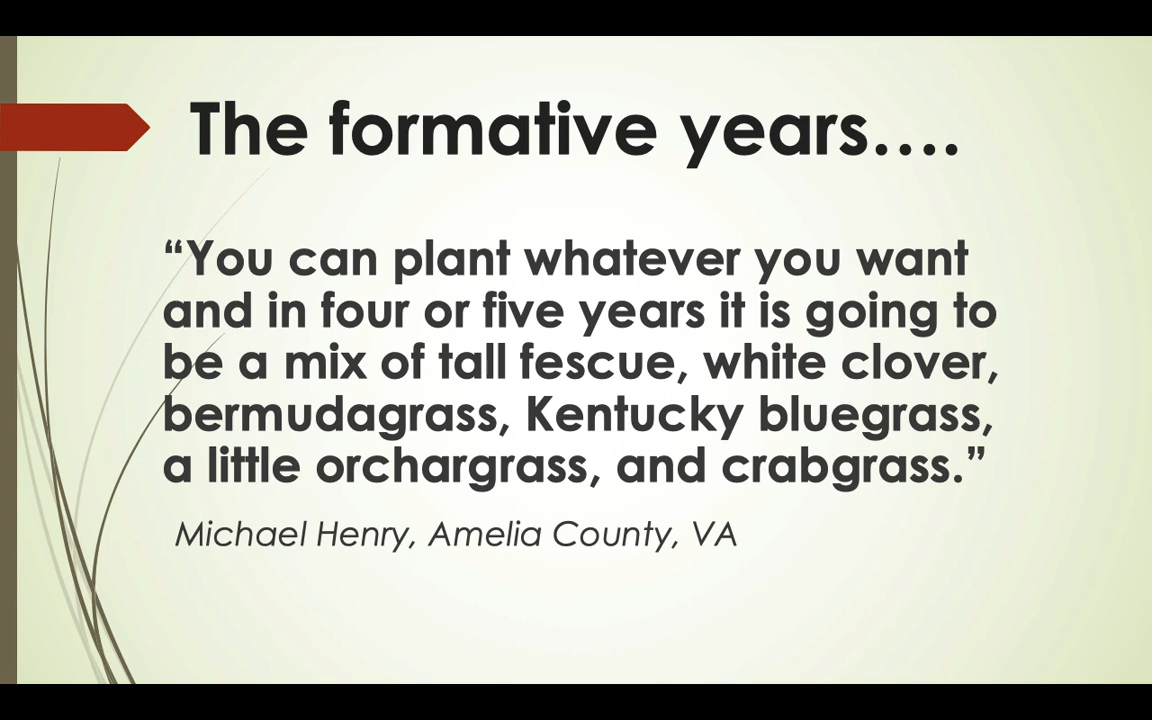 The formative years....
“You can plant whatever you want
and in four or five years it is going to
be a mix of tall fescue, white clover,
bermudagrass, Kentucky bluegrass,
a little orchargrass, and crabgrass.”
Michael Henry, Amelia County, VA